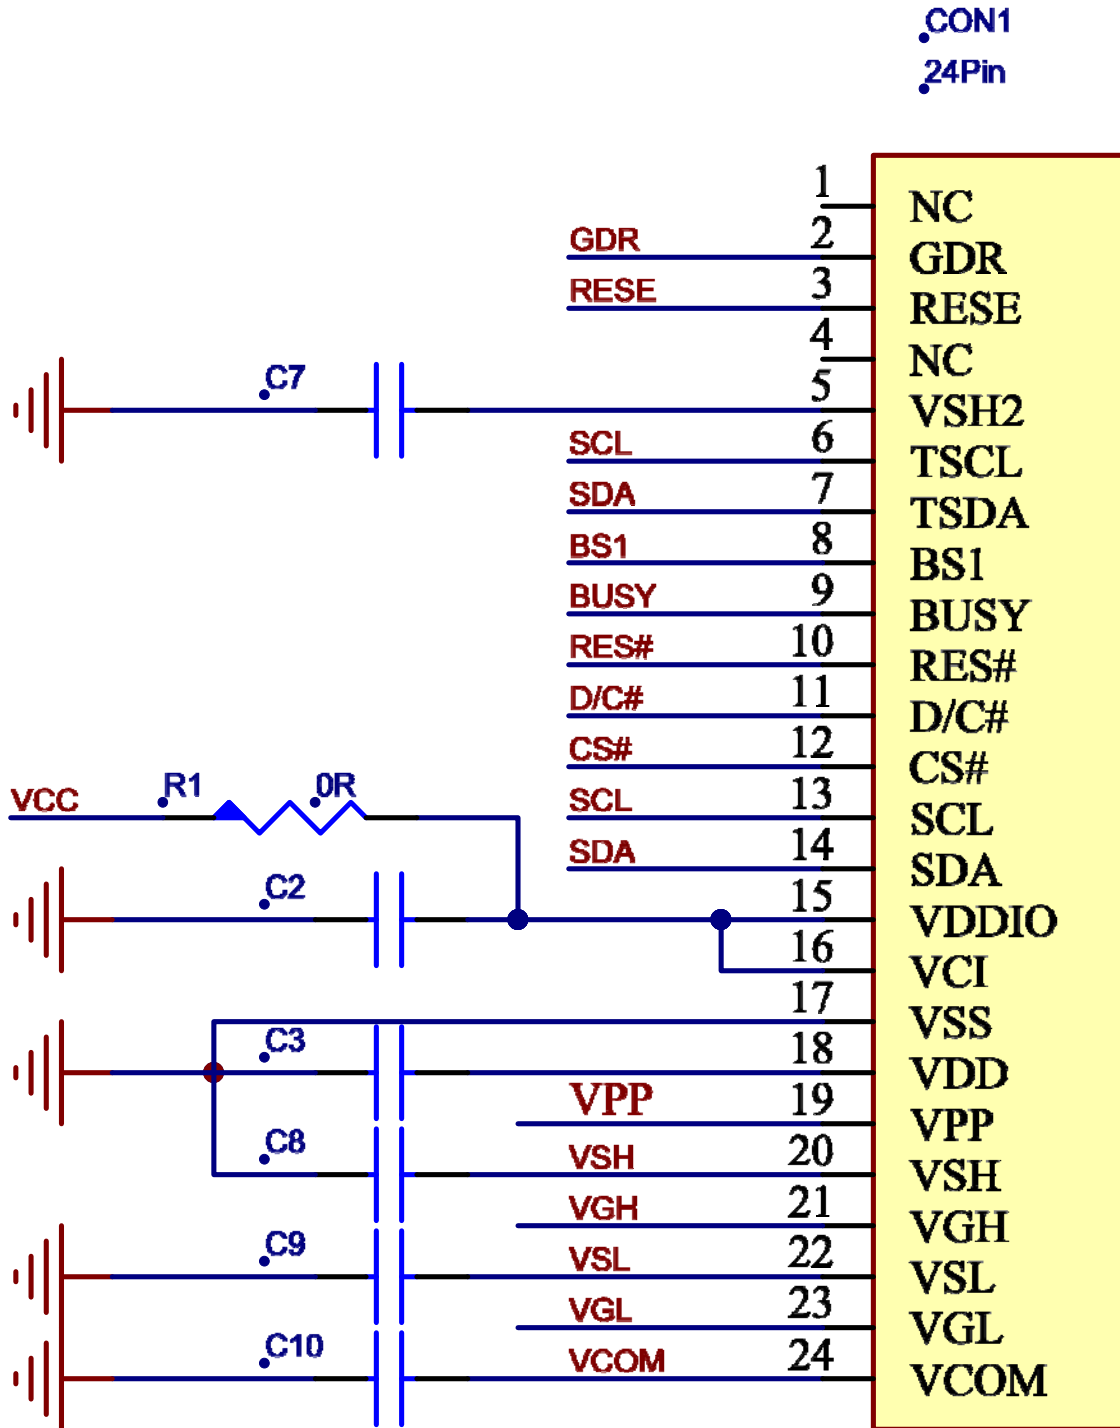 CON1
24Pin
1 NC
GDR 2 GDR
RESE 3 RESE
4 NC
C7 5 VSH2
SCL 6 TSCL
SDA 7 TSDA
BS1 8 BS1
BUSY 9 BUSY
RES# 10 RES#
D/C# 11 D/C#
CS# 12 CS#
VCC R1 0R SCL 13 SCL
SDA 14 SDA
C2 15 VDDIO
16 VCI
17 VSS
C3 18 VDD
VPP 19 VPP
C8 VSH 20 VSH
VGH 21 VGH
C9 VSL 22 VSL
VGL 23 VGL
C10 VCOM 24 VCOM